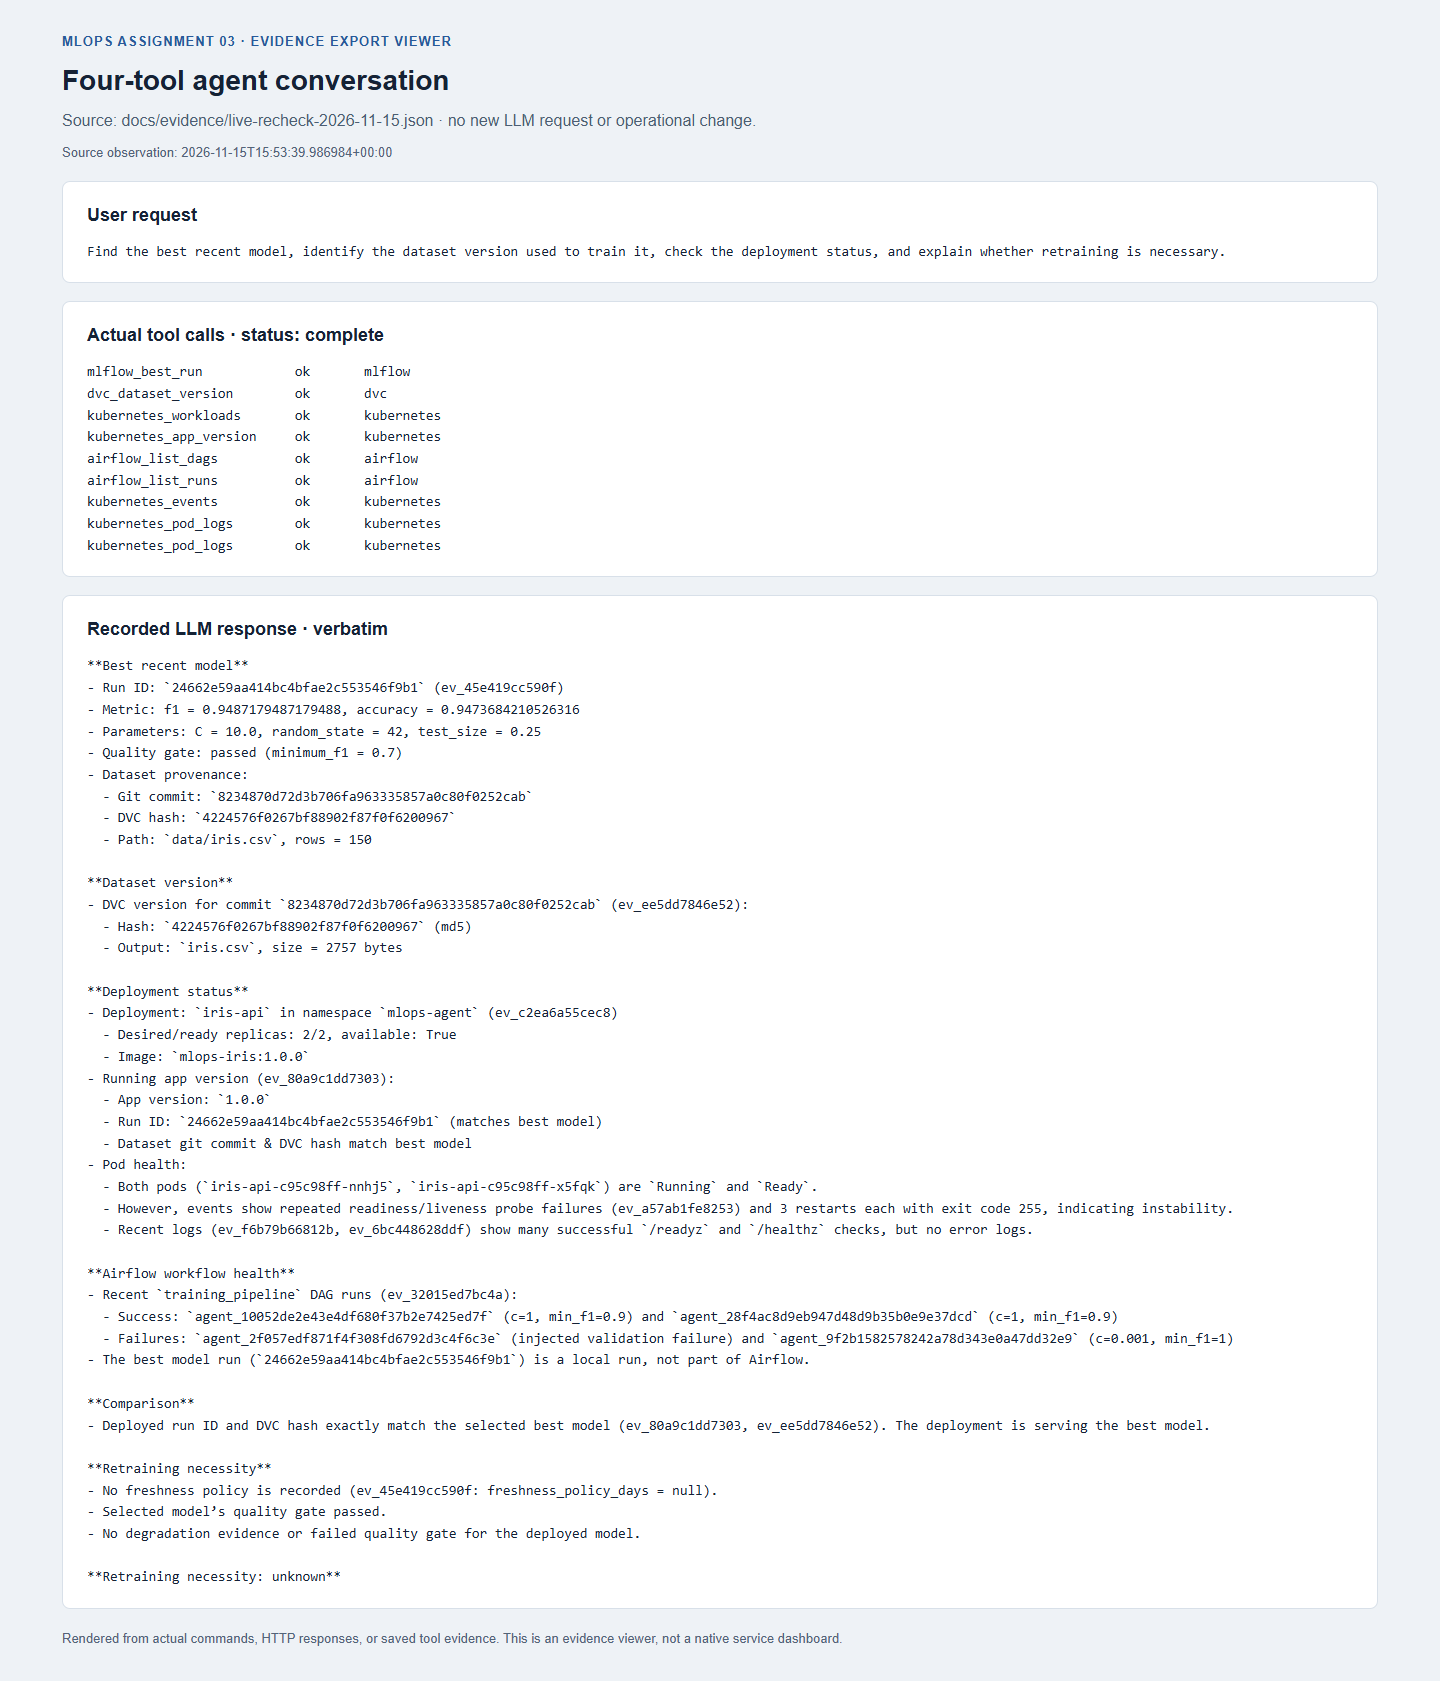 MLOPS ASSIGNMENT 03 · EVIDENCE EXPORT VIEWER
Four-tool agent conversation
Source: docs/evidence/live-recheck-2026-11-15.json · no new LLM request or operational change.
Source observation: 2026-11-15T15:53:39.986984+00:00
User request
Find the best recent model, identify the dataset version used to train it, check the deployment status, and explain whether retraining is necessary.
Actual tool calls · status: complete
mlflow_best_run ok mlflow
dvc_dataset_version ok dvc
kubernetes_workloads ok kubernetes
kubernetes_app_version ok kubernetes
airflow_list_dags ok airflow
airflow_list_runs ok airflow
kubernetes_events ok kubernetes
kubernetes_pod_logs ok kubernetes
kubernetes_pod_logs ok kubernetes
Recorded LLM response · verbatim
**Best recent model**
- Run ID: `24662e59aa414bc4bfae2c553546f9b1` (ev_45e419cc590f)
- Metric: f1 = 0.9487179487179488, accuracy = 0.9473684210526316
- Parameters: C = 10.0, random_state = 42, test_size = 0.25
- Quality gate: passed (minimum_f1 = 0.7)
- Dataset provenance:
- Git commit: `8234870d72d3b706fa963335857a0c80f0252cab`
- DVC hash: `4224576f0267bf88902f87f0f6200967`
- Path: `data/iris.csv`, rows = 150
**Dataset version**
- DVC version for commit `8234870d72d3b706fa963335857a0c80f0252cab` (ev_ee5dd7846e52):
- Hash: `4224576f0267bf88902f87f0f6200967` (md5)
- Output: `iris.csv`, size = 2757 bytes
**Deployment status**
- Deployment: `iris-api` in namespace `mlops-agent` (ev_c2ea6a55cec8)
- Desired/ready replicas: 2/2, available: True
- Image: `mlops-iris:1.0.0`
- Running app version (ev_80a9c1dd7303):
- App version: `1.0.0`
- Run ID: `24662e59aa414bc4bfae2c553546f9b1` (matches best model)
- Dataset git commit & DVC hash match best model
- Pod health:
- Both pods (`iris-api-c95c98ff-nnhj5`, `iris-api-c95c98ff-x5fqk`) are `Running` and `Ready`.
- However, events show repeated readiness/liveness probe failures (ev_a57ab1fe8253) and 3 restarts each with exit code 255, indicating instability.
- Recent logs (ev_f6b79b66812b, ev_6bc448628ddf) show many successful `/readyz` and `/healthz` checks, but no error logs.
**Airflow workflow health**
- Recent `training_pipeline` DAG runs (ev_32015ed7bc4a):
- Success: `agent_10052de2e43e4df680f37b2e7425ed7f` (c=1, min_f1=0.9) and `agent_28f4ac8d9eb947d48d9b35b0e9e37dcd` (c=1, min_f1=0.9)
- Failures: `agent_2f057edf871f4f308fd6792d3c4f6c3e` (injected validation failure) and `agent_9f2b1582578242a78d343e0a47dd32e9` (c=0.001, min_f1=1)
- The best model run (`24662e59aa414bc4bfae2c553546f9b1`) is a local run, not part of Airflow.
**Comparison**
- Deployed run ID and DVC hash exactly match the selected best model (ev_80a9c1dd7303, ev_ee5dd7846e52). The deployment is serving the best model.
**Retraining necessity**
- No freshness policy is recorded (ev_45e419cc590f: freshness_policy_days = null).
- Selected model’s quality gate passed.
- No degradation evidence or failed quality gate for the deployed model.
**Retraining necessity: unknown**
Rendered from actual commands, HTTP responses, or saved tool evidence. This is an evidence viewer, not a native service dashboard.